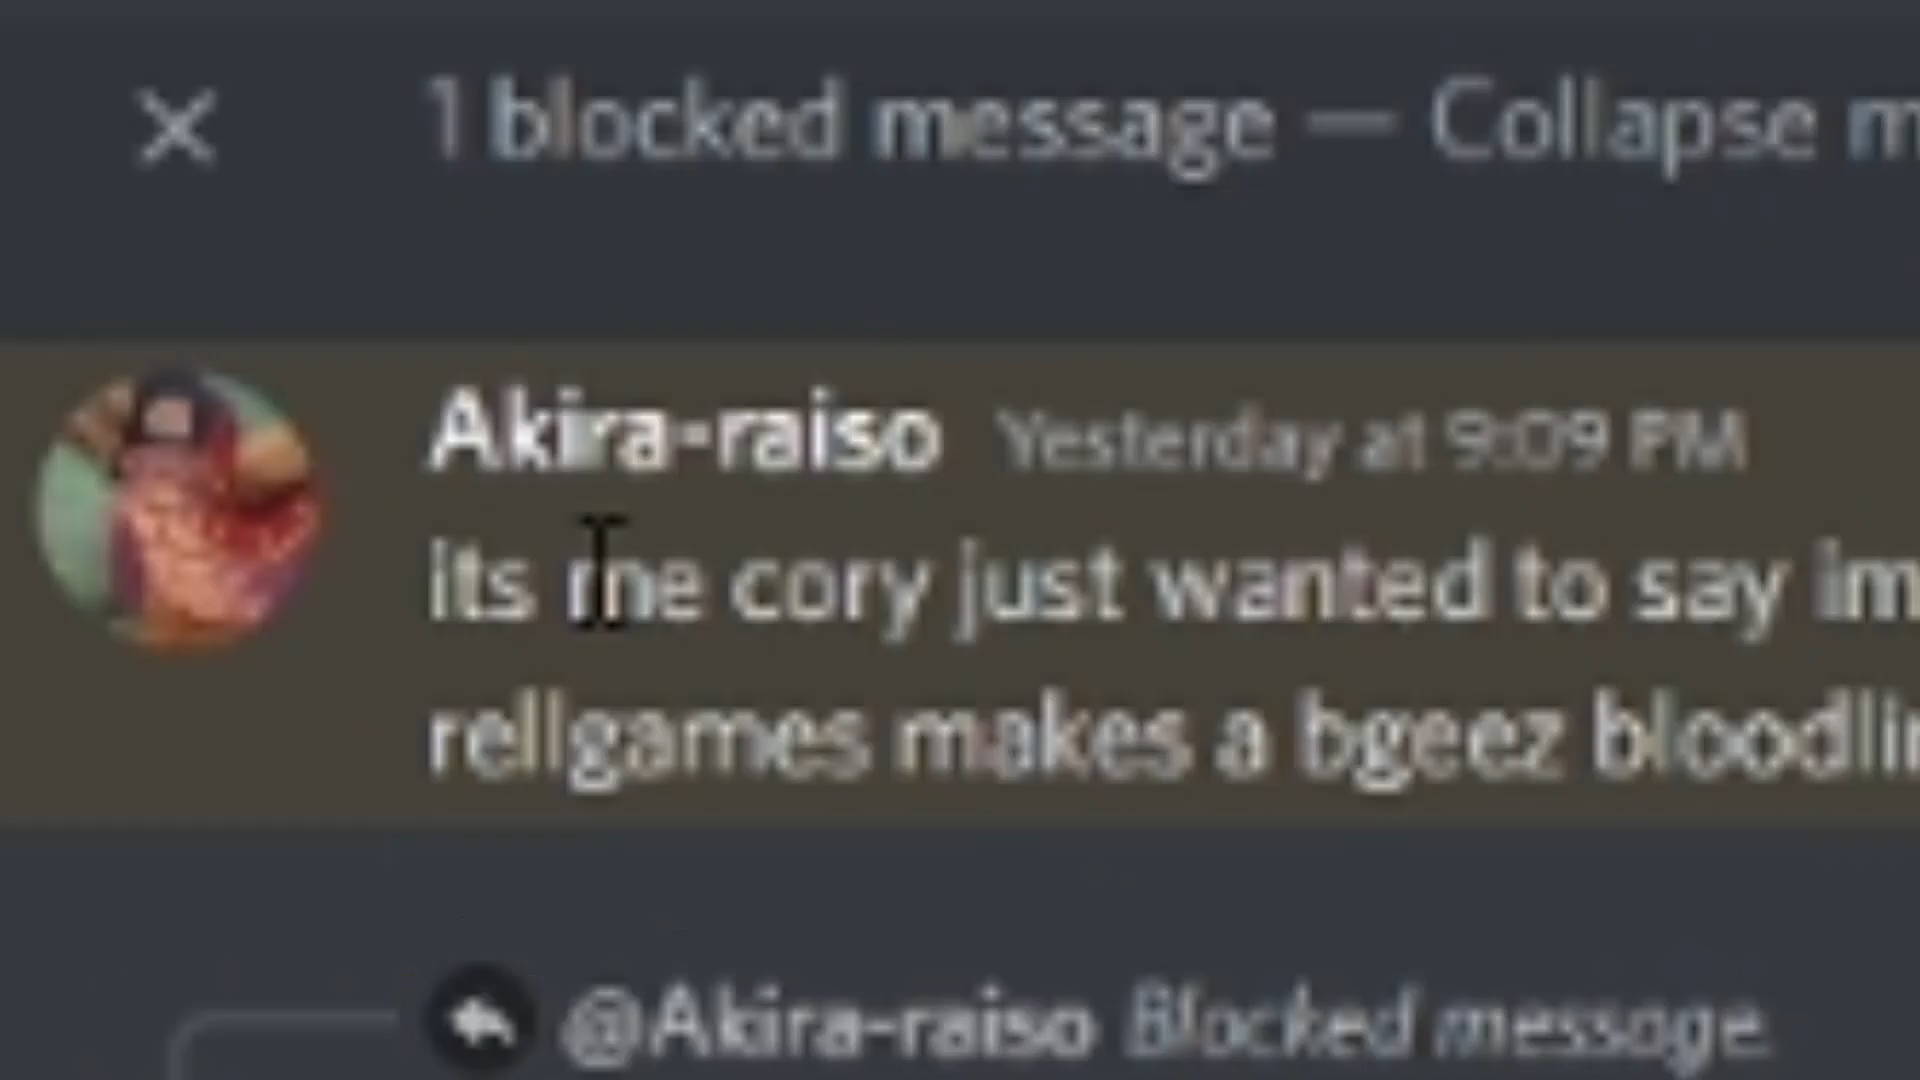 1 blocked message — Collapse
Akira-raiso Yesterday at 9:09 PM
its me cory just wanted to say im
rellgames makes a bgeez
@Akira-raiso Blocked message.